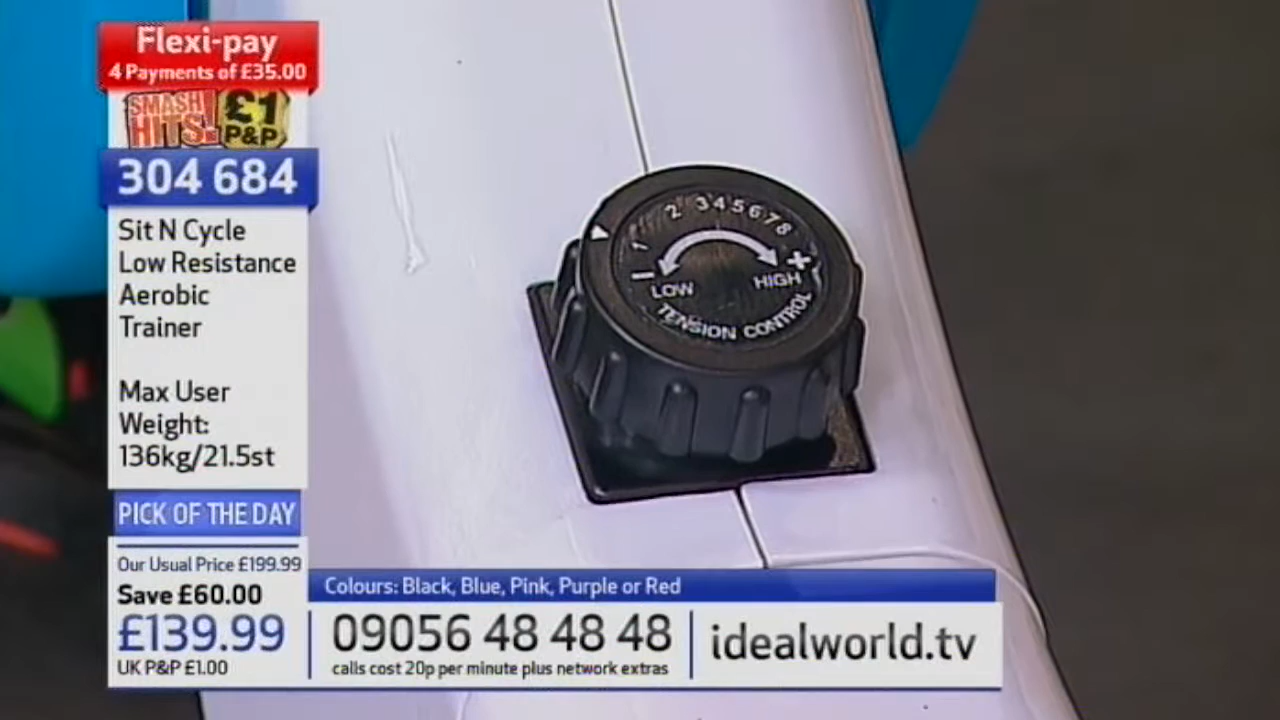 Flexi-pay
4 Payments of £35.00
SMASH
HITS!
£1
P&P
304 684
Sit N Cycle
Low Resistance
Aerobic
Trainer
Max User
Weight:
136kg/21.5st
PICK OF THE DAY
Our Usual Price £199.99
Save £60.00
£139.99
UK P&P £1.00
Colours: Black, Blue, Pink, Purple or Red
09056 48 48 48
calls cost 20p per minute plus network extras
idealworld.tv
1 2 3 4 5 6 7 8
– +
LOW HIGH
TENSION CONTROL